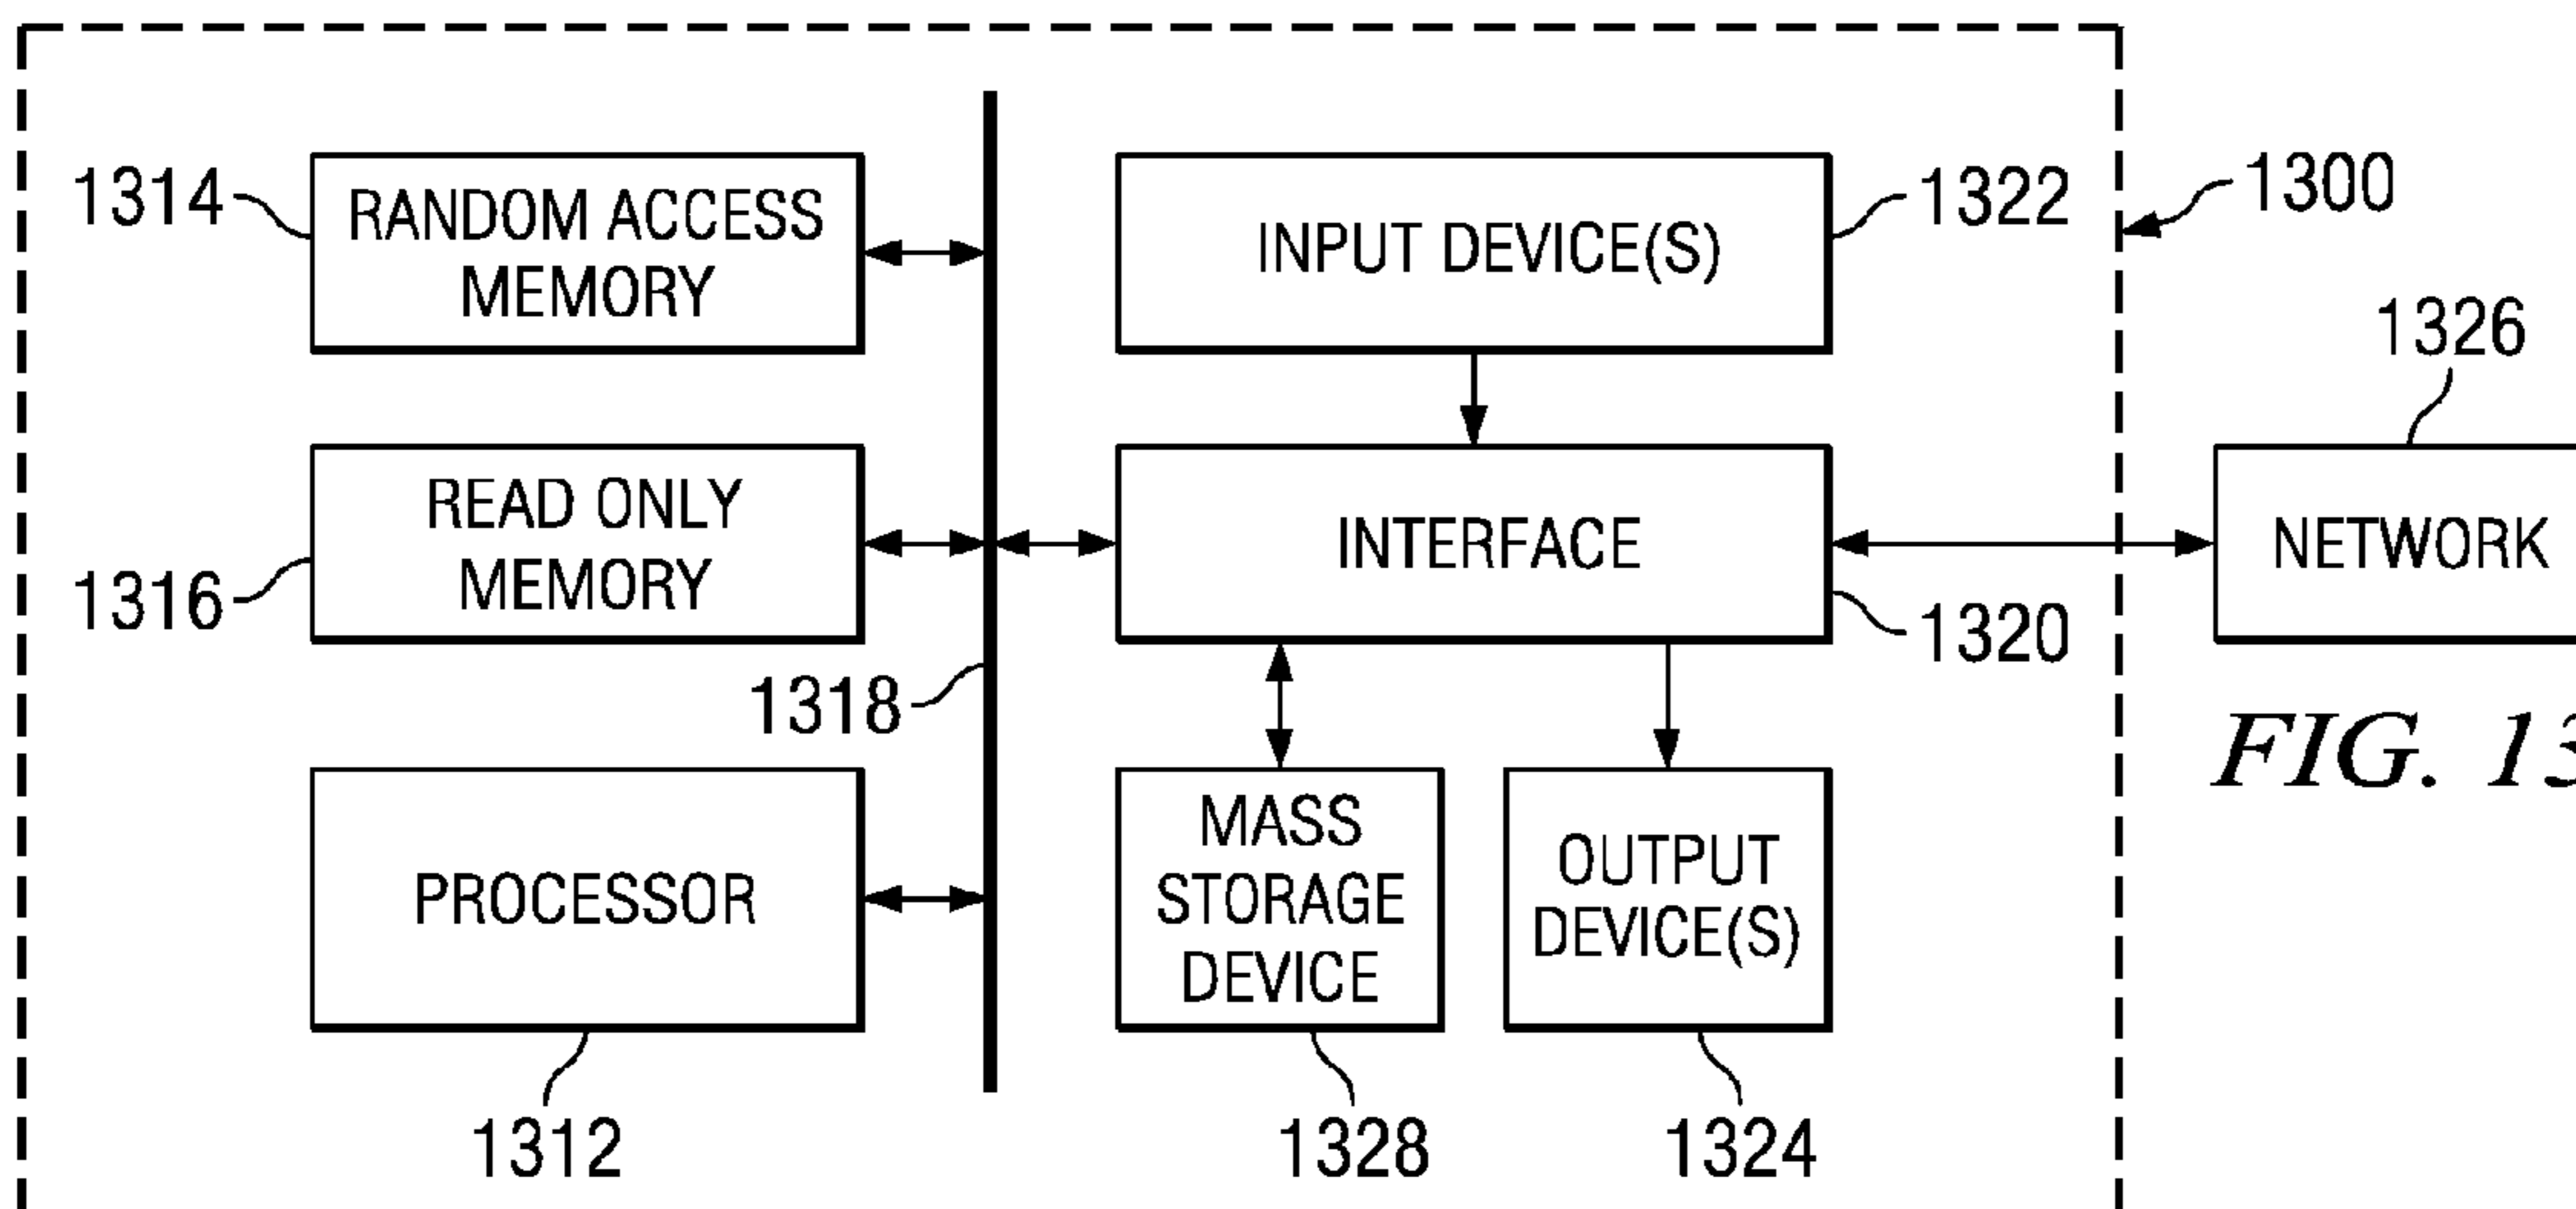 1314
RANDOM ACCESS
MEMORY
INPUT DEVICE(S)
1322
1300
1326
READ ONLY
MEMORY
1316
INTERFACE
1320
NETWORK
1318
FIG. 13
PROCESSOR
MASS
STORAGE
DEVICE
OUTPUT
DEVICE(S)
1312
1328
1324